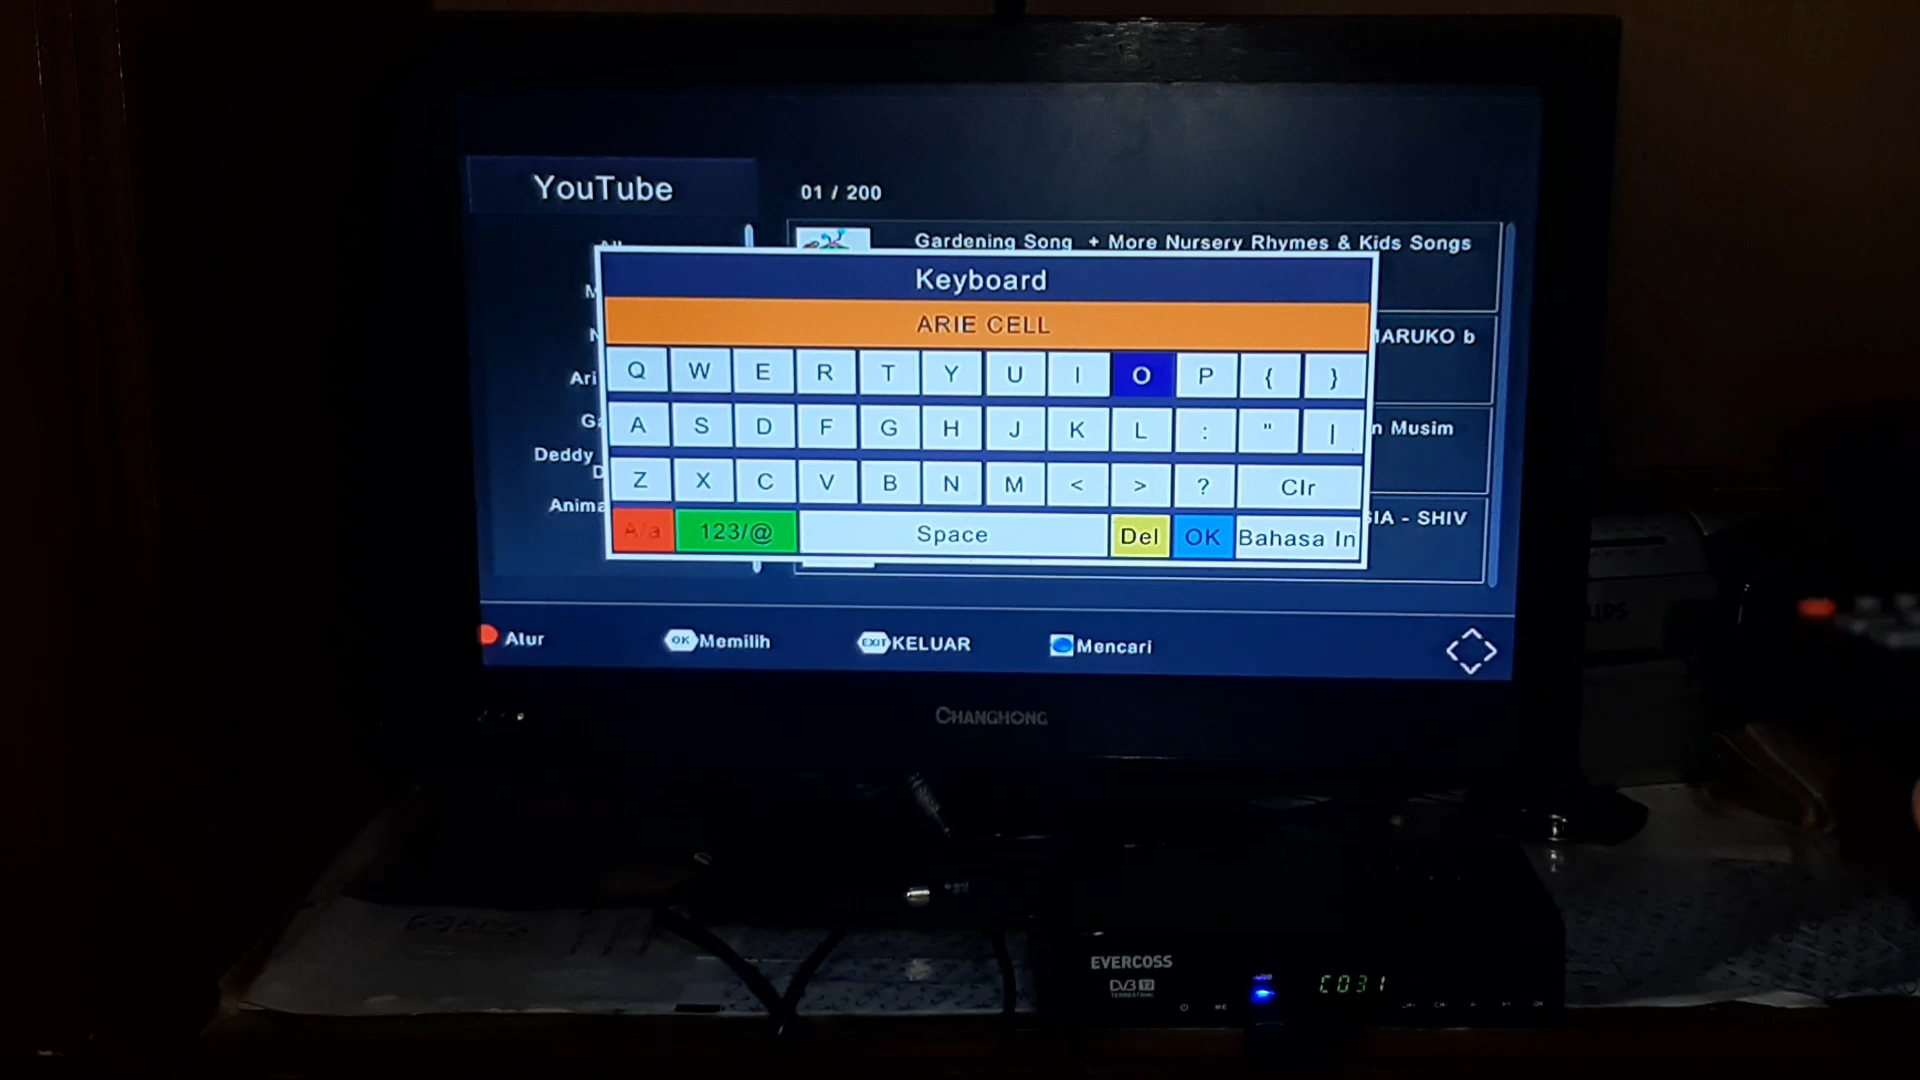 YouTube
01 / 200
Gardening Song + More Nursery Rhymes & Kids Songs
Keyboard
ARIE CELL
Q W E R T Y U I O P { }
A S D F G H J K L : " |
Z X C V B N M < > ? Clr
A/a 123/@ Space Del OK Bahasa In
Ari
Deddy
Anima
ARUKO b
n Musim
IA - SHIV
Atur
OK Memilih
EXIT KELUAR
Mencari
CHANGHONG
EVERCOSS
DVB T2
C031